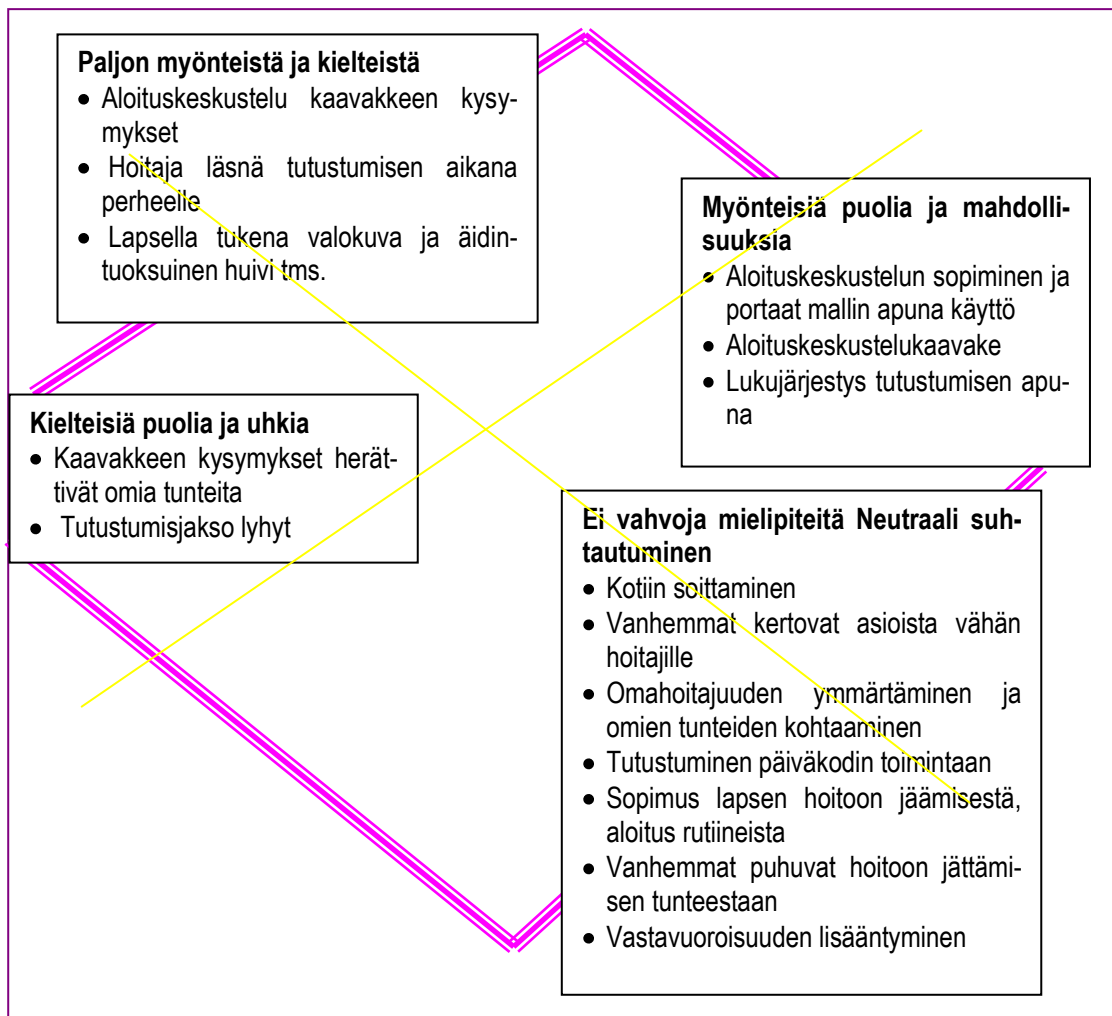 Paljon myönteistä ja kielteistä
• Aloituskeskustelu kaavakkeen kysy-
mykset
• Hoitaja läsnä tutustumisen aikana
perheelle
• Lapsella tukena valokuva ja äidin-
tuoksuinen huivi tms.
Myönteisiä puolia ja mahdolli-
suuksia
• Aloituskeskustelun sopiminen ja
portaat mallin apuna käyttö
• Aloituskeskustelukaavake
• Lukujärjestys tutustumisen apu-
na
Kielteisiä puolia ja uhkia
• Kaavakkeen kysymykset herät-
tivät omia tunteita
• Tutustumisjakso lyhyt
Ei vahvoja mielipiteitä Neutraali suh-
tautuminen
• Kotiin soittaminen
• Vanhemmat kertovat asioista vähän
hoitajille
• Omahoitajuuden ymmärtäminen ja
omien tunteiden kohtaaminen
• Tutustuminen päiväkodin toimintaan
• Sopimus lapsen hoitoon jäämisestä,
aloitus rutiineista
• Vanhemmat puhuvat hoitoon jättämi-
sen tunteestaan
• Vastavuoroisuuden lisääntyminen